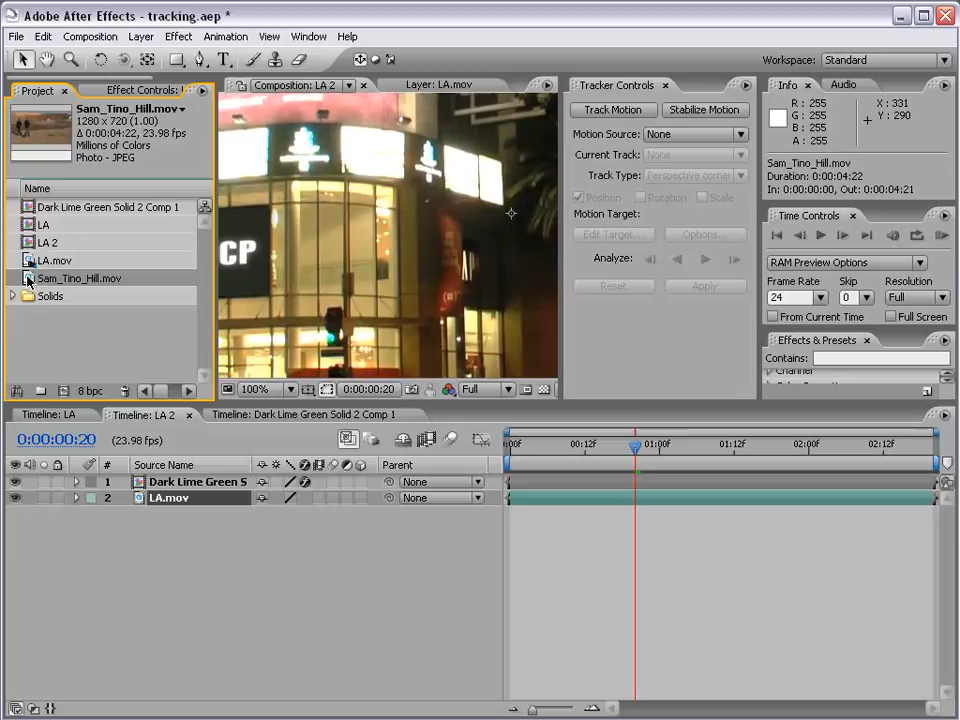 Adobe After Effects - tracking.aep *
File Edit Composition Layer Effect Animation View Window Help
Workspace: Standard
Project Effect Controls: Composition: LA 2 Layer: LA.mov Tracker Controls Info Audio
Sam_Tino_Hill.mov
1280 x 720 (1.00)
Δ 0:00:04:22, 23.98 fps
Millions of Colors
Photo - JPEG
Name
Dark Lime Green Solid 2 Comp 1
LA
LA 2
LA.mov
Sam_Tino_Hill.mov
Solids
8 bpc
CP
100% 0:00:00:20 Full
Track Motion Stabilize Motion
Motion Source: None
Current Track: None
Track Type: Perspective corner
Position Rotation Scale
Motion Target:
Edit Target... Options...
Analyze:
Reset Apply
R: 255 X: 331
G: 255 Y: 290
B: 255
A: 255
Sam_Tino_Hill.mov
Duration: 0:00:04:22
In: 0:00:00:00, Out: 0:00:04:21
Time Controls
RAM Preview Options
Frame Rate Skip Resolution
24 0 Full
From Current Time Full Screen
Effects & Presets
Contains:
Channel
Timeline: LA Timeline: LA 2 Timeline: Dark Lime Green Solid 2 Comp 1
0:00:00:20 (23.98 fps)
:00f 00:12f 01:00f 01:12f 02:00f 02:12f
# Source Name Parent
1 Dark Lime Green S None
2 LA.mov None